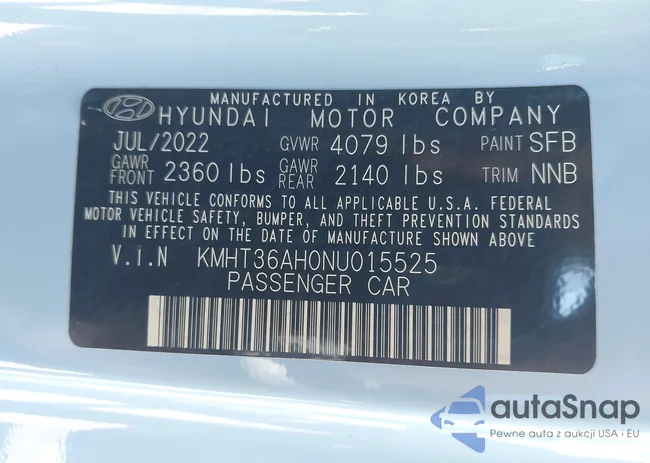 MANUFACTURED IN KOREA BY
HYUNDAI MOTOR COMPANY
JUL/2022 GVWR 4079 lbs PAINT SFB
GAWR FRONT 2360 lbs GAWR REAR 2140 lbs TRIM NNB
THIS VEHICLE CONFORMS TO ALL APPLICABLE U.S.A. FEDERAL
MOTOR VEHICLE SAFETY, BUMPER, AND THEFT PREVENTION STANDARDS
IN EFFECT ON THE DATE OF MANUFACTURE SHOWN ABOVE
V.i.N KMHT36AH0NU015525
PASSENGER CAR
autaSnap
Pewne auta z aukcji USA i EU